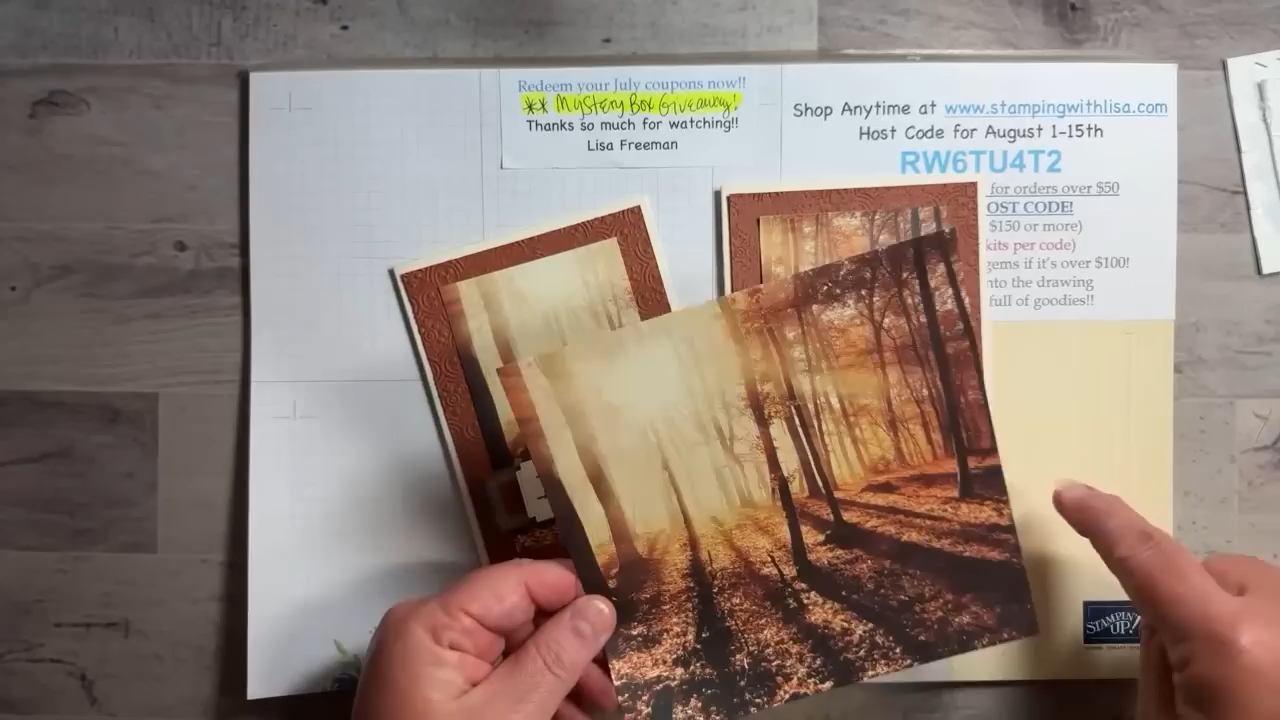 Redeem your July coupons now!!
** Mystery Box Giveaway!
Thanks so much for watching!!
Lisa Freeman
Shop Anytime at www.stampingwithlisa.com
Host Code for August 1-15th
RW6TU4T2
for orders over $50
OST CODE!
$150 or more)
kits per code)
gems if it's over $100!
nto the drawing
full of goodies!!
STAMPIN' UP!